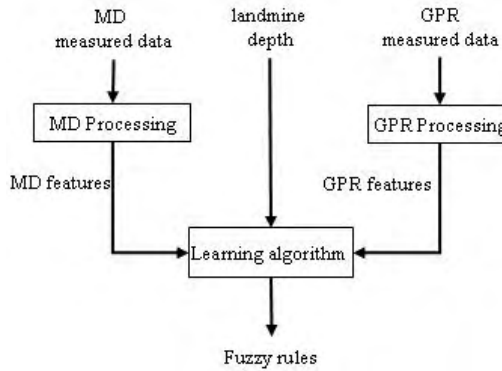 MD
measured data
landmine
depth
GPR
measured data
MD Processing
GPR Processing
MD features
GPR features
Learning algorithm
Fuzzy rules